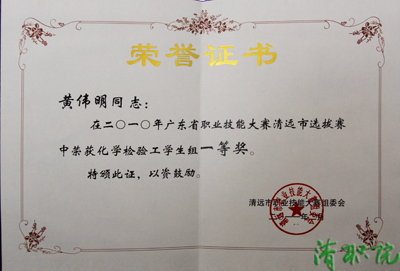 荣誉证书
黄伟明同志：
在二〇一〇年广东省职业技能大赛清远市选拔赛
中荣获化学检验工学生组一等奖。
特颁此证，以资鼓励。
清远市职业技能大赛组委会
清职院